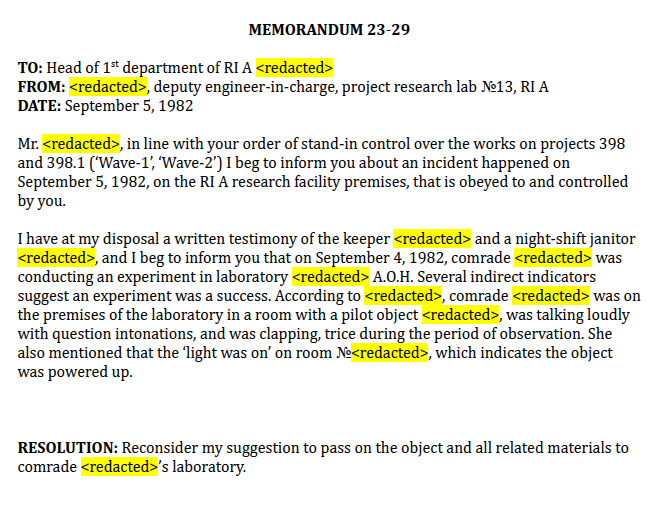 MEMORANDUM 23-29
TO: Head of 1st department of RI A <redacted>
FROM: <redacted>, deputy engineer-in-charge, project research lab №13, RI A
DATE: September 5, 1982
Mr. <redacted>, in line with your order of stand-in control over the works on projects 398
and 398.1 (‘Wave-1’, ‘Wave-2’) I beg to inform you about an incident happened on
September 5, 1982, on the RI A research facility premises, that is obeyed to and controlled
by you.
I have at my disposal a written testimony of the keeper <redacted> and a night-shift janitor
<redacted>, and I beg to inform you that on September 4, 1982, comrade <redacted> was
conducting an experiment in laboratory <redacted> A.O.H. Several indirect indicators
suggest an experiment was a success. According to <redacted>, comrade <redacted> was on
the premises of the laboratory in a room with a pilot object <redacted>, was talking loudly
with question intonations, and was clapping, trice during the period of observation. She
also mentioned that the ‘light was on’ on room №<redacted>, which indicates the object
was powered up.
RESOLUTION: Reconsider my suggestion to pass on the object and all related materials to
comrade <redacted>’s laboratory.